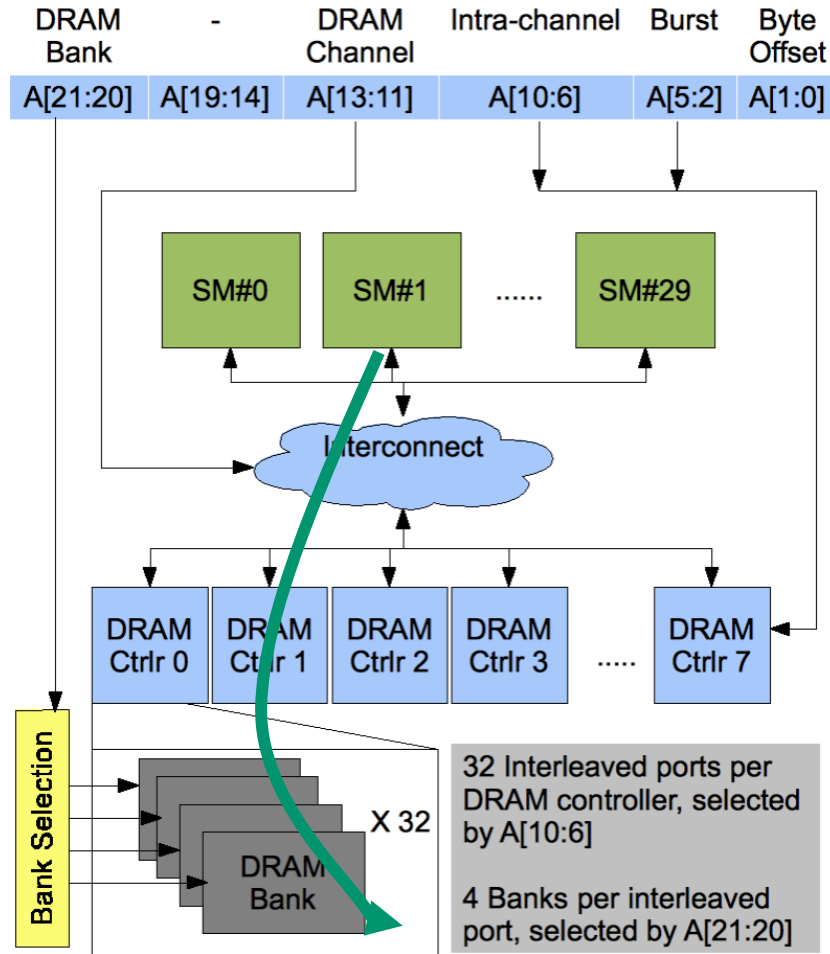 DRAM Bank
-
DRAM Channel
Intra-channel
Burst
Byte Offset
A[21:20]
A[19:14]
A[13:11]
A[10:6]
A[5:2]
A[1:0]
SM#0
SM#1
......
SM#29
Interconnect
DRAM
Ctrlr 0
DRAM
Ctrlr 1
DRAM
Ctrlr 2
DRAM
Ctrlr 3
.....
DRAM
Ctrlr 7
Bank Selection
DRAM
Bank
X 32
32 Interleaved ports per
DRAM controller, selected
by A[10:6]
4 Banks per interleaved
port, selected by A[21:20]